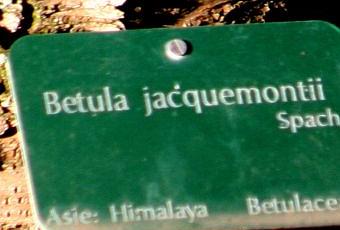 Betula jacquemontii
Spach
Asie: Himalaya Betulace